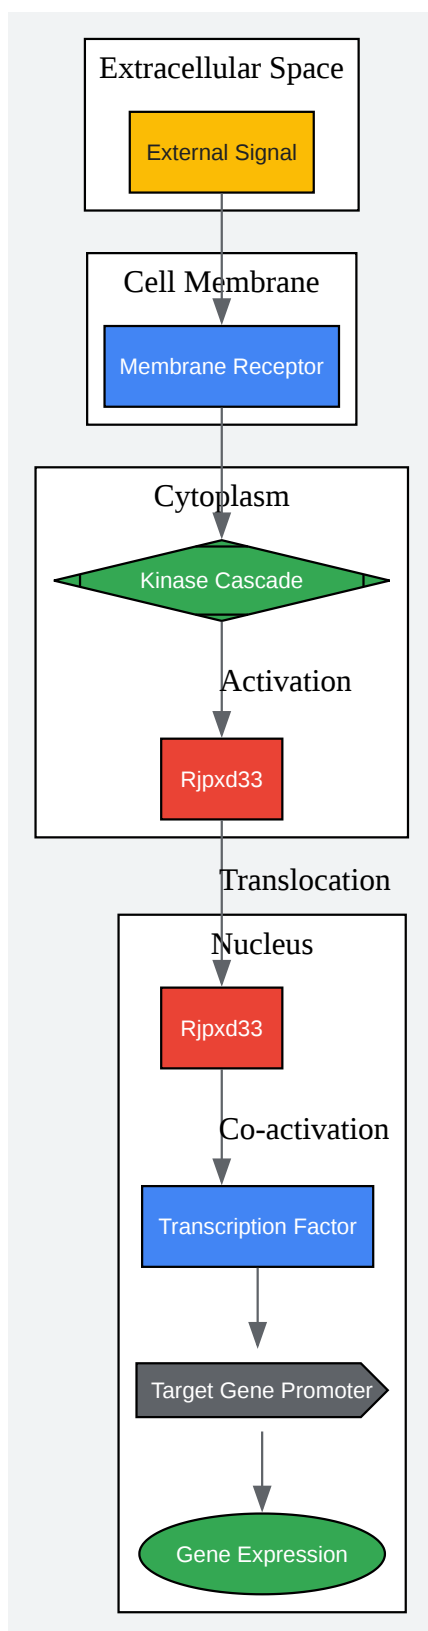 Extracellular Space
External Signal
Cell Membrane
Membrane Receptor
Cytoplasm
Kinase Cascade
Activation
Rjpxd33
Translocation
Nucleus
Rjpxd33
Co-activation
Transcription Factor
Target Gene Promoter
Gene Expression